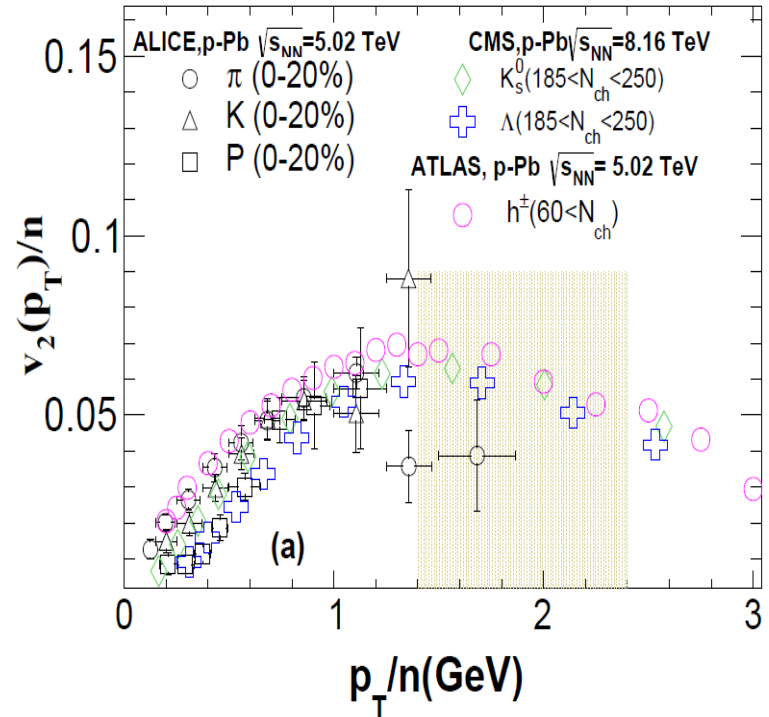 ALICE,p-Pb √sNN=5.02 TeV
π (0-20%)
K (0-20%)
P (0-20%)
CMS,p-Pb√sNN=8.16 TeV
K0s(185<Nch<250)
Λ(185<Nch<250)
ATLAS, p-Pb √sNN= 5.02 TeV
h±(60<Nch)
v2(pT)/n
0.15
0.1
0.05
(a)
0 1 2 3
pT/n(GeV)